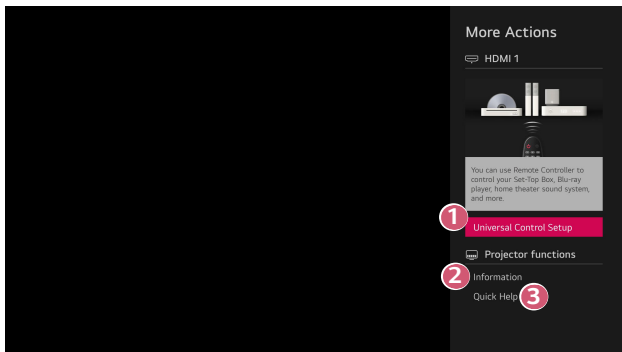 More Actions
HDMI 1
You can use Remote Controller to
control your Set-Top Box, Blu-ray
player, home theater sound system,
and more.
1
Universal Control Setup
Projector functions
2 Information
Quick Help 3